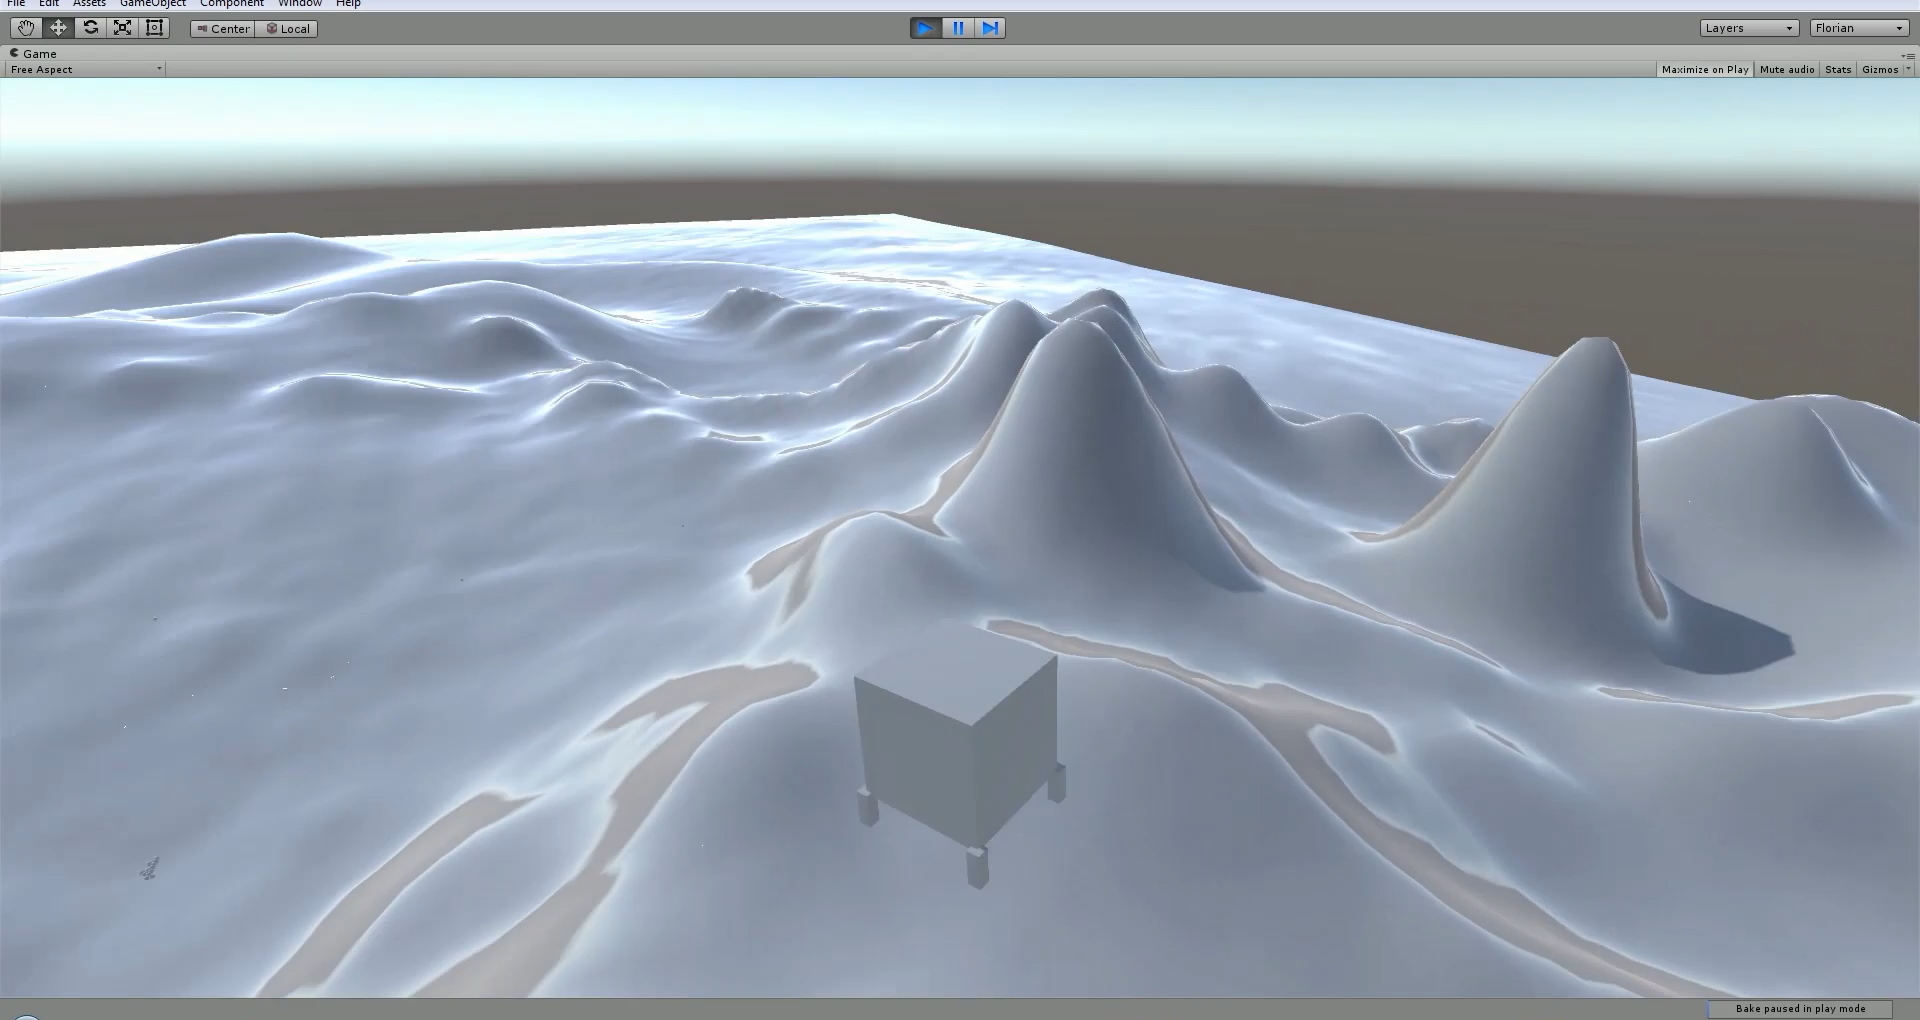 File Edit Assets GameObject Component Window Help
Center Local Layers Florian
Game
Free Aspect Maximize on Play Mute audio Stats Gizmos
Bake paused in play mode